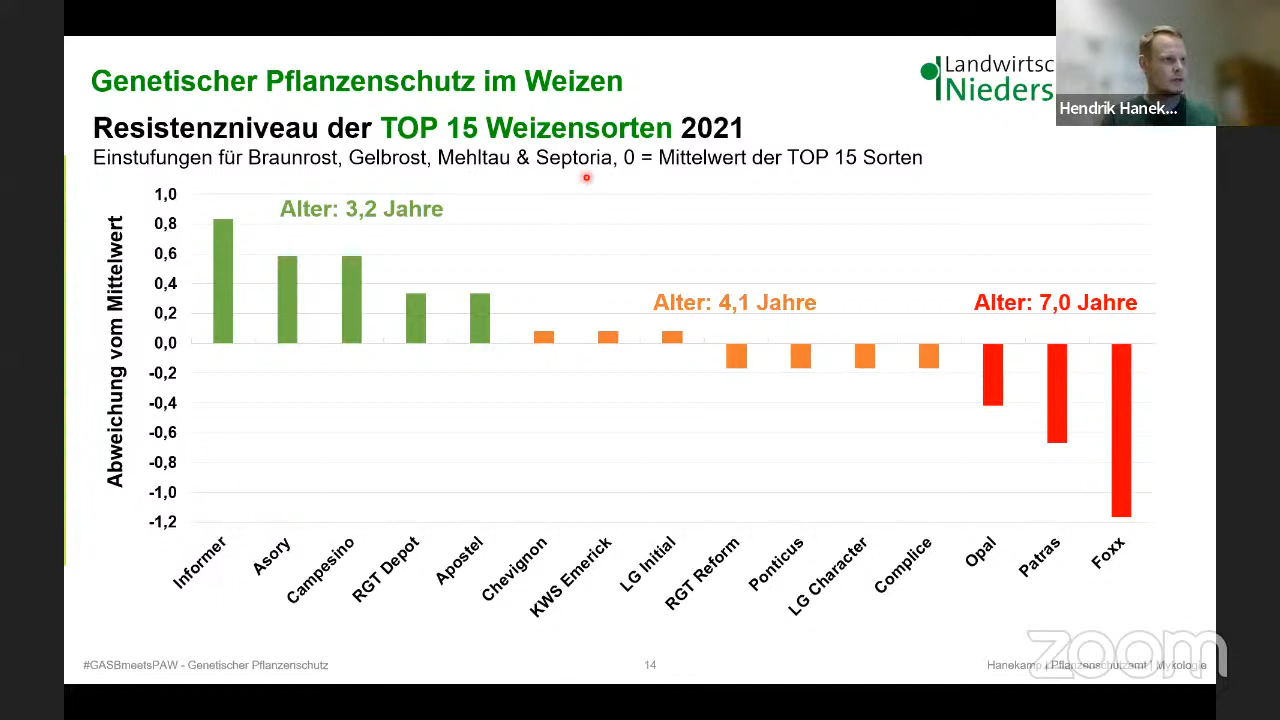 Genetischer Pflanzenschutz im Weizen
Landwirtsc
Nieders
Hendrik Hanek...
Resistenzniveau der TOP 15 Weizensorten 2021
Einstufungen für Braunrost, Gelbrost, Mehltau & Septoria, 0 = Mittelwert der TOP 15 Sorten
Abweichung vom Mittelwert
1,0
0,8
0,6
0,4
0,2
0,0
-0,2
-0,4
-0,6
-0,8
-1,0
-1,2
Alter: 3,2 Jahre
Alter: 4,1 Jahre
Alter: 7,0 Jahre
Informer
Asory
Campesino
RGT Depot
Apostel
Chevignon
KWS Emerick
LG Initial
RGT Reform
Ponticus
LG Character
Complice
Opal
Patras
Foxx
#GASBmeetsPAW - Genetischer Pflanzenschutz
14
Hanekamp | Pflanzenschutzamt | Mykologie
zoom